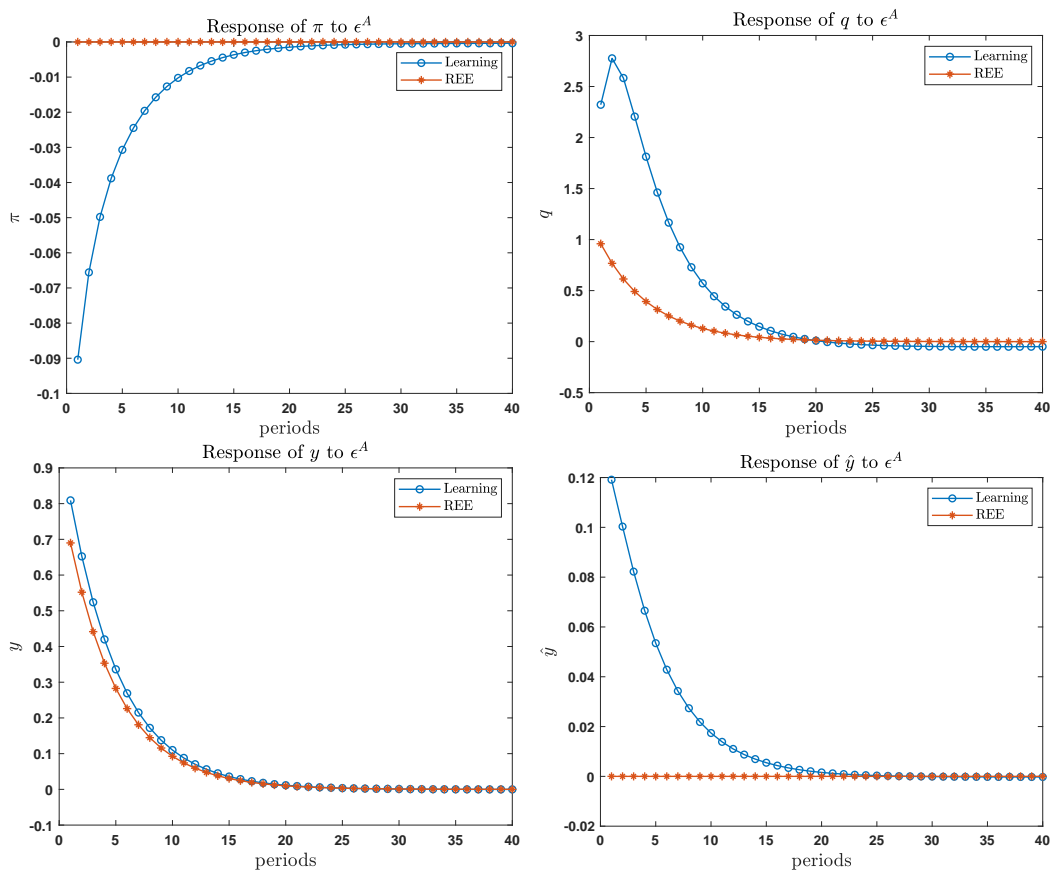 Response of π to ϵ^A
0
-0.01
-0.02
-0.03
-0.04
-0.05
-0.06
-0.07
-0.08
-0.09
-0.1
π
Learning
REE
0 5 10 15 20 25 30 35 40
periods
Response of q to ϵ^A
3
2.5
2
1.5
1
0.5
0
-0.5
q
Learning
REE
0 5 10 15 20 25 30 35 40
periods
Response of y to ϵ^A
0.9
0.8
0.7
0.6
0.5
0.4
0.3
0.2
0.1
0
-0.1
y
Learning
REE
0 5 10 15 20 25 30 35 40
periods
Response of ŷ to ϵ^A
0.12
0.1
0.08
0.06
0.04
0.02
0
-0.02
ŷ
Learning
REE
0 5 10 15 20 25 30 35 40
periods